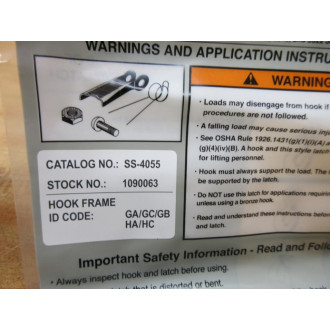 WARNINGS AND APPLICATION INSTRU
WARNING
CATALOG NO.: SS-4055
STOCK NO.: 1090063
HOOK FRAME
ID CODE: GA/GC/GB
HA/HC
• Loads may disengage from hook if
procedures are not followed.
• A falling load may cause serious inju
• See OSHA Rule 1926.1431(g)(1)(i)(A)
(g)(4)(iv)(B). A hook and this style latch
for lifting personnel.
• Hook must always support the load. The
be supported by the latch.
• Do NOT use this latch for applications requiri
unless using a bronze hook.
• Read and understand these instructions before
and latch.
Important Safety Information - Read and Follo
• Always inspect hook and latch before using.
latch that is distorted or bent.